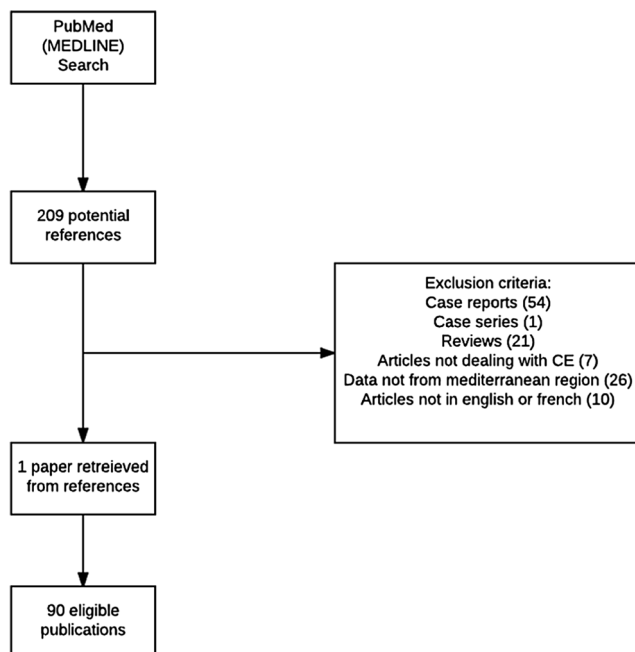 PubMed
(MEDLINE)
Search
209 potential
references
Exclusion criteria:
Case reports (54)
Case series (1)
Reviews (21)
Articles not dealing with CE (7)
Data not from mediterranean region (26)
Articles not in english or french (10)
1 paper retreieved
from references
90 eligible
publications